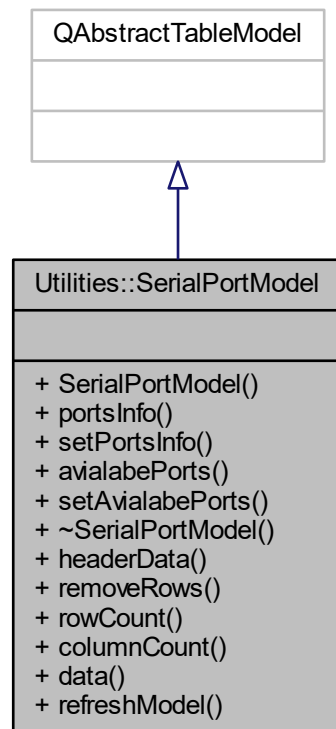 QAbstractTableModel
Utilities::SerialPortModel
+ SerialPortModel()
+ portsInfo()
+ setPortsInfo()
+ avialabePorts()
+ setAvialabePorts()
+ ~SerialPortModel()
+ headerData()
+ removeRows()
+ rowCount()
+ columnCount()
+ data()
+ refreshModel()